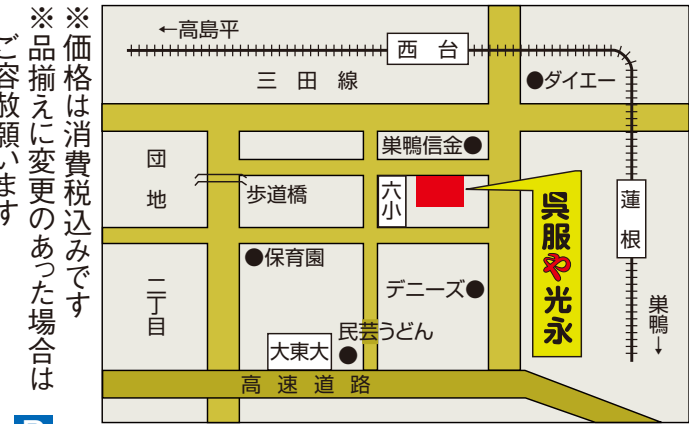 ※価格は消費税込みです
※品揃えに変更のあった場合は
ご容赦願います
←高島平
西台
三田線
●ダイエー
団地
巣鴨信金●
歩道橋
六小
呉服や光永
蓮根
●保育園
デニーズ●
二丁目
巣鴨→
民芸うどん
大東大
高速道路
P